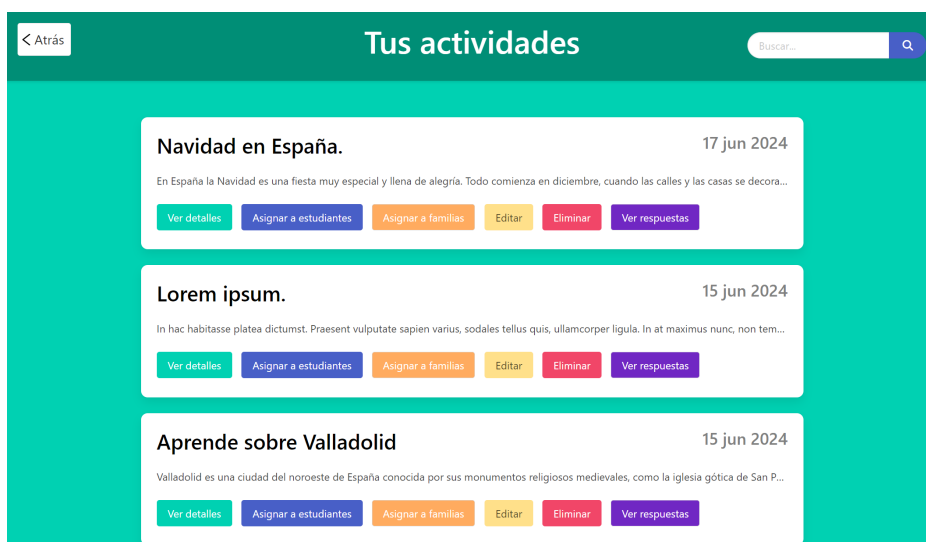 Atrás
Tus actividades
Buscar...
Navidad en España.
17 jun 2024
En España la Navidad es una fiesta muy especial y llena de alegría. Todo comienza en diciembre, cuando las calles y las casas se decora...
Ver detalles Asignar a estudiantes Asignar a familias Editar Eliminar Ver respuestas
Lorem ipsum.
15 jun 2024
In hac habitasse platea dictumst. Praesent vulputate sapien varius, sodales tellus quis, ullamcorper ligula. In at maximus nunc, non tem...
Ver detalles Asignar a estudiantes Asignar a familias Editar Eliminar Ver respuestas
Aprende sobre Valladolid
15 jun 2024
Valladolid es una ciudad del noroeste de España conocida por sus monumentos religiosos medievales, como la iglesia gótica de San P...
Ver detalles Asignar a estudiantes Asignar a familias Editar Eliminar Ver respuestas